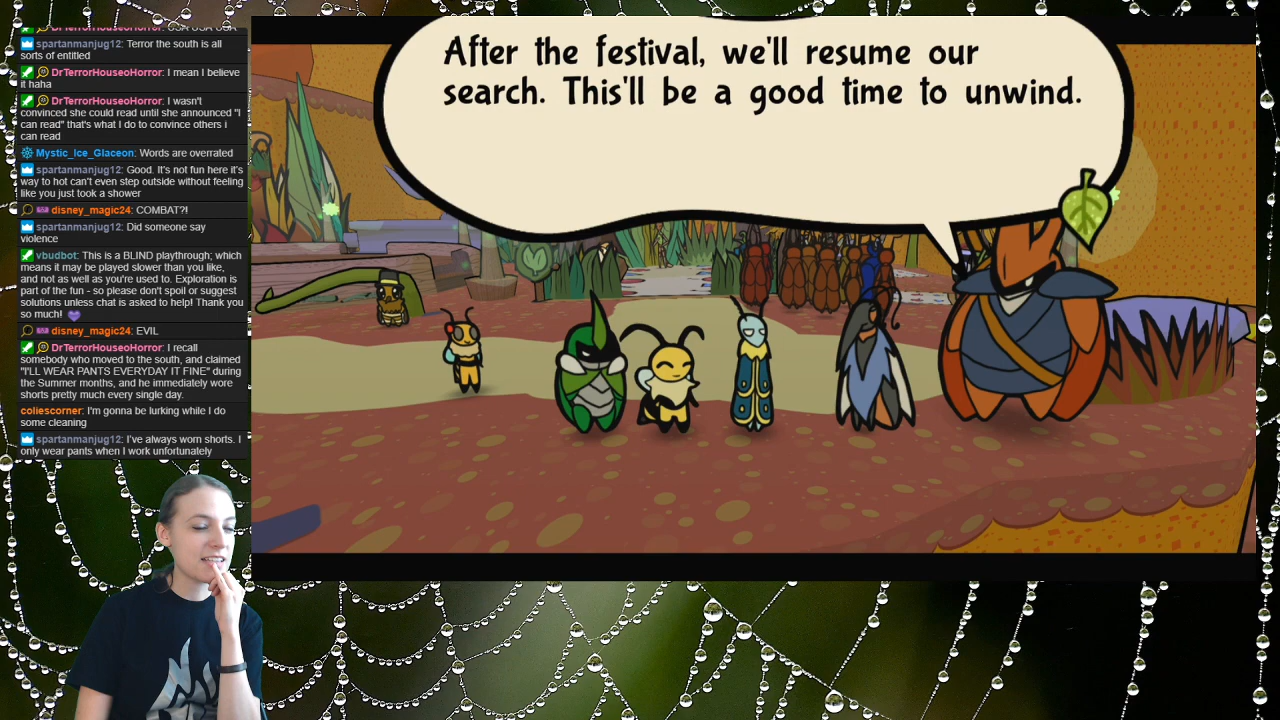 DrTerrorHouseoHorror: USA USA USA
spartanmanjug12: Terror the south is all
sorts of entitled
DrTerrorHouseoHorror: I mean I believe
it haha
DrTerrorHouseoHorror: I wasn't
convinced she could read until she announced "I
can read" that's what I do to convince others i
can read
Mystic_Ice_Glaceon: Words are overrated
spartanmanjug12: Good. It's not fun here it's
way to hot can't even step outside without feeling
like you just took a shower
disney_magic24: COMBAT?!
spartanmanjug12: Did someone say
violence
vbudbot: This is a BLIND playthrough; which
means it may be played slower than you like,
and not as well as you're used to. Exploration is
part of the fun - so please don't spoil or suggest
solutions unless chat is asked to help! Thank you
so much!
disney_magic24: EVIL
DrTerrorHouseoHorror: I recall
somebody who moved to the south, and claimed
"I'LL WEAR PANTS EVERYDAY IT FINE" during
the Summer months, and he immediately wore
shorts pretty much every single day.
coliescorner: I'm gonna be lurking while I do
some cleaning
spartanmanjug12: I've always worn shorts. I
only wear pants when I work unfortunately
After the festival, we'll resume our
search. This'll be a good time to unwind.